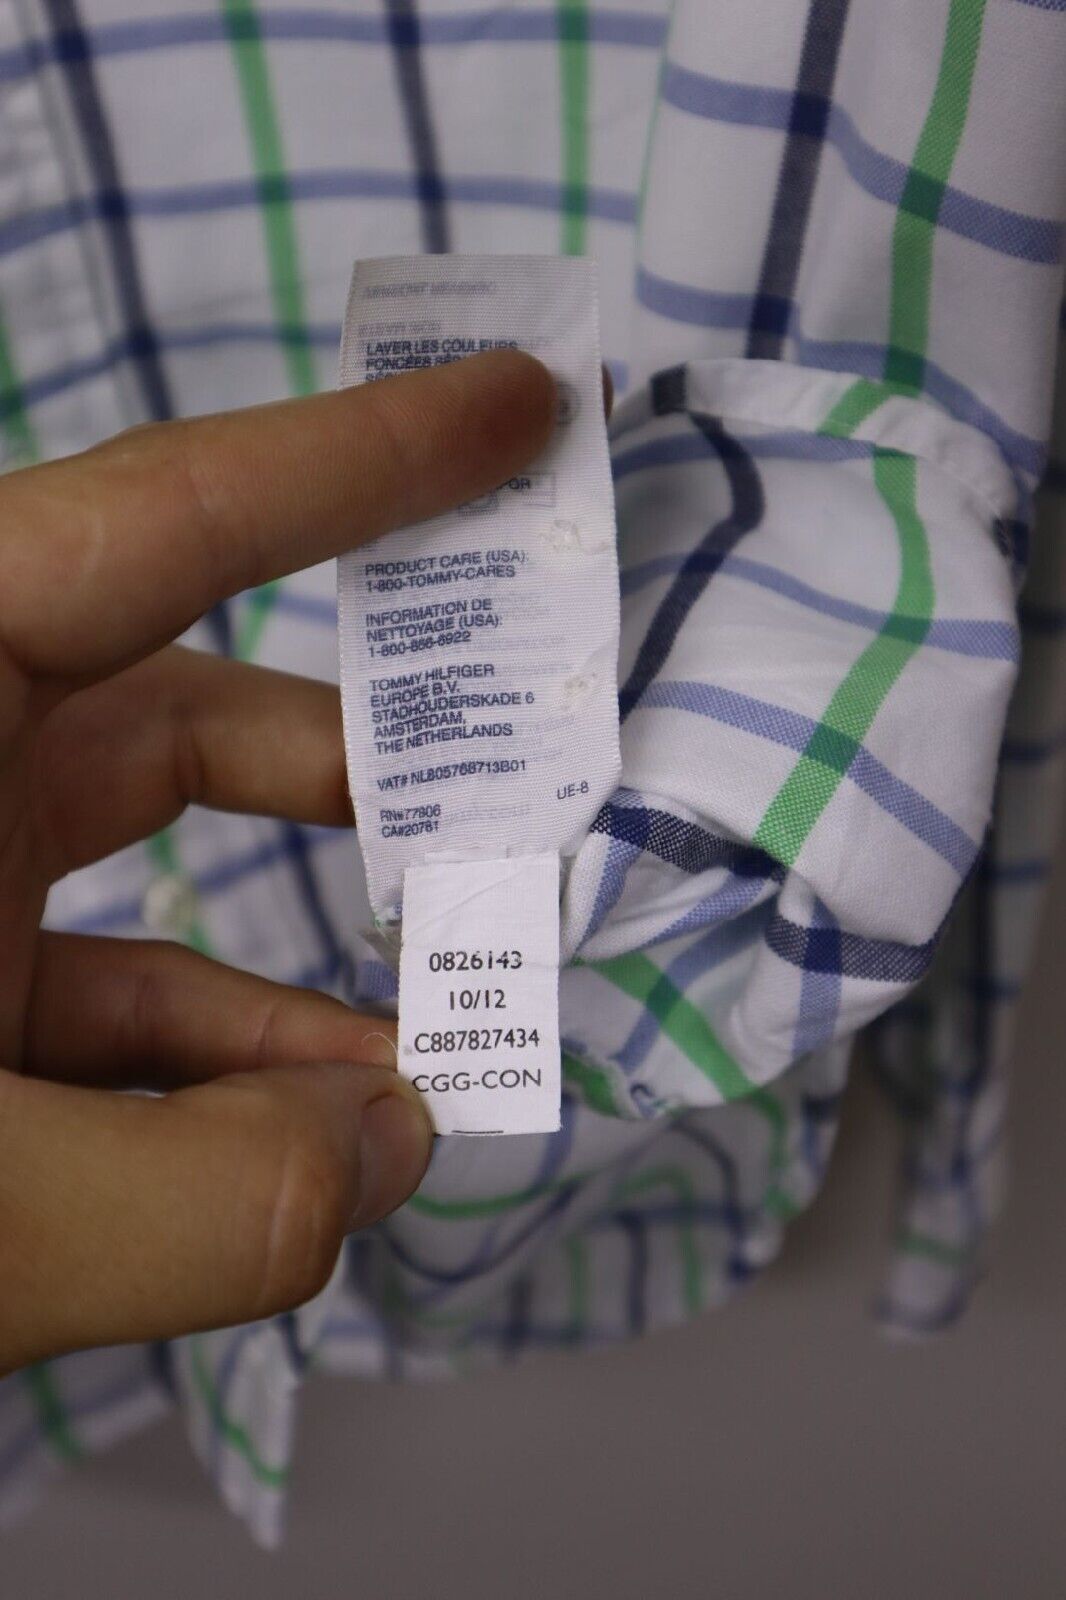 LAVER LES COULEURS
FONCÉES
PRODUCT CARE (USA):
1-800-TOMMY-CARES
INFORMATION DE
NETTOYAGE (USA):
1-800-866-6922
TOMMY HILFIGER
EUROPE B.V.
STADHOUDERSKADE 6
AMSTERDAM,
THE NETHERLANDS
VAT# NL805768713B01
UE-8
RN#77806
CA#20781
0826143
10/12
C887827434
CGG-CON